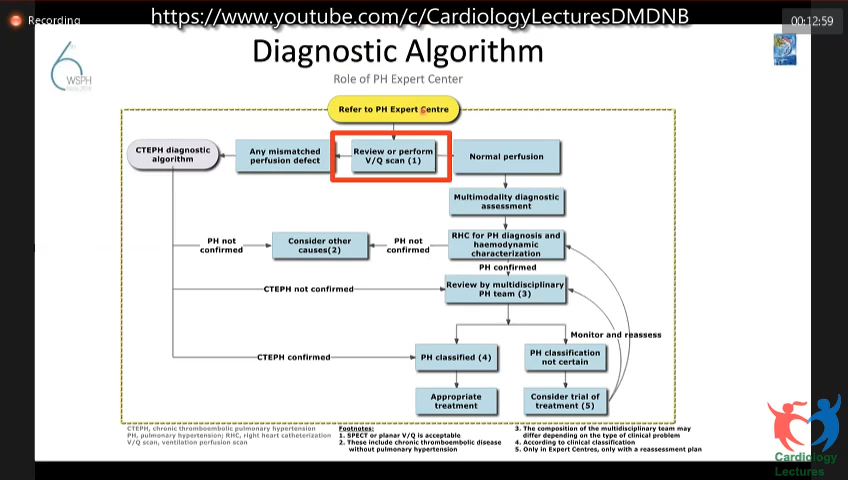 https://www.youtube.com/c/CardiologyLecturesDMDNB
Recording
00:12:59
Diagnostic Algorithm
Role of PH Expert Center
6
WSPH
Refer to PH Expert Centre
CTEPH diagnostic
algorithm
Any mismatched
perfusion defect
Review or perform
V/Q scan (1)
Normal perfusion
Multimodality diagnostic
assessment
PH not
confirmed
Consider other
causes(2)
PH not
confirmed
RHC for PH diagnosis and
haemodynamic
characterization
PH confirmed
CTEPH not confirmed
Review by multidisciplinary
PH team (3)
Monitor and reassess
CTEPH confirmed
PH classified (4)
PH classification
not certain
Appropriate
treatment
Consider trial of
treatment (5)
CTEPH, chronic thromboembolic pulmonary hypertension
PH, pulmonary hypertension; RHC, right heart catheterization
V/Q scan, ventilation perfusion scan
Footnotes:
1. SPECT or planar V/Q is acceptable
2. These include chronic thromboembolic disease
without pulmonary hypertension
3. The composition of the multidisciplinary team may
differ depending on the type of clinical problem
4. According to clinical classification
5. Only in Expert Centres, only with a reassessment plan
Cardiology
Lectures